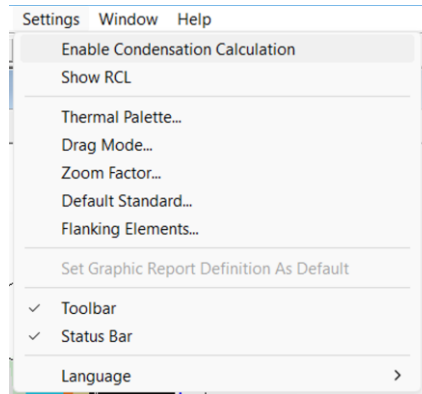 Settings Window Help
Enable Condensation Calculation
Show RCL
Thermal Palette...
Drag Mode...
Zoom Factor...
Default Standard...
Flanking Elements...
Set Graphic Report Definition As Default
Toolbar
Status Bar
Language